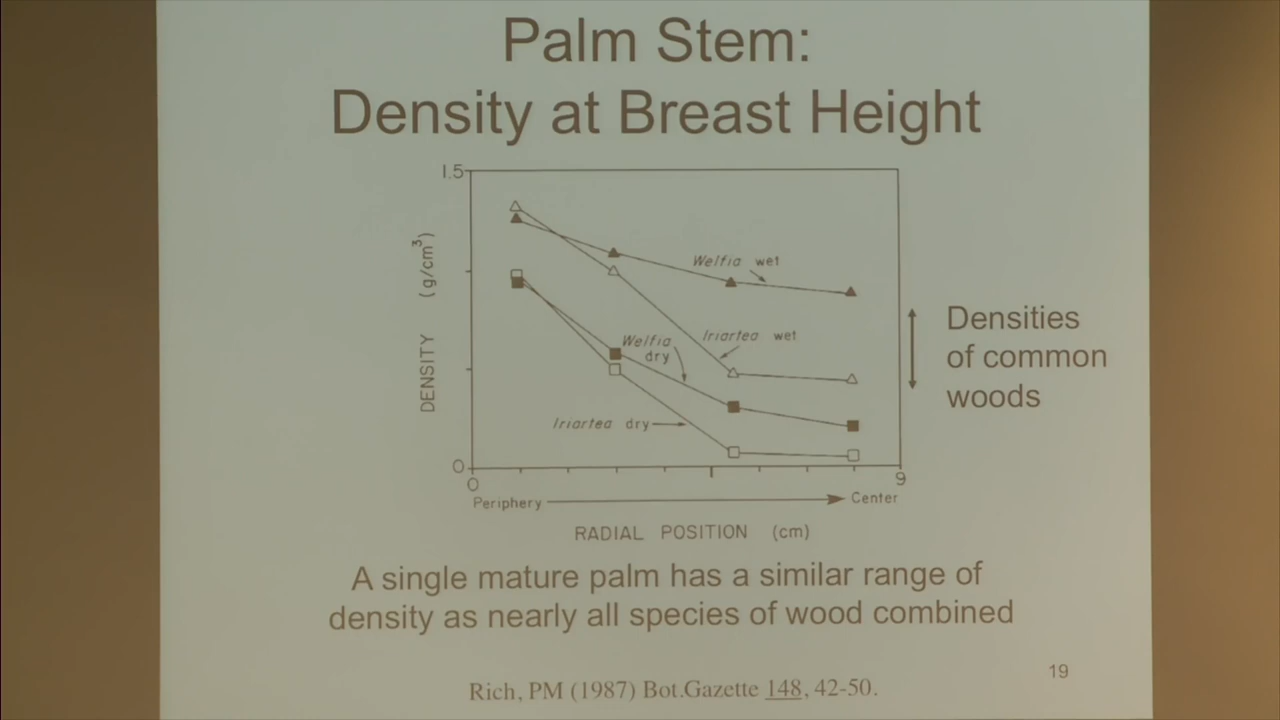 Palm Stem:
Density at Breast Height
1.5
DENSITY (g/cm³)
Welfia wet
Iriartea wet
Welfia
dry
Iriartea dry
0
0
9
Periphery
Center
RADIAL POSITION (cm)
Densities
of common
woods
A single mature palm has a similar range of
density as nearly all species of wood combined
19
Rich, PM (1987) Bot.Gazette 148, 42-50.